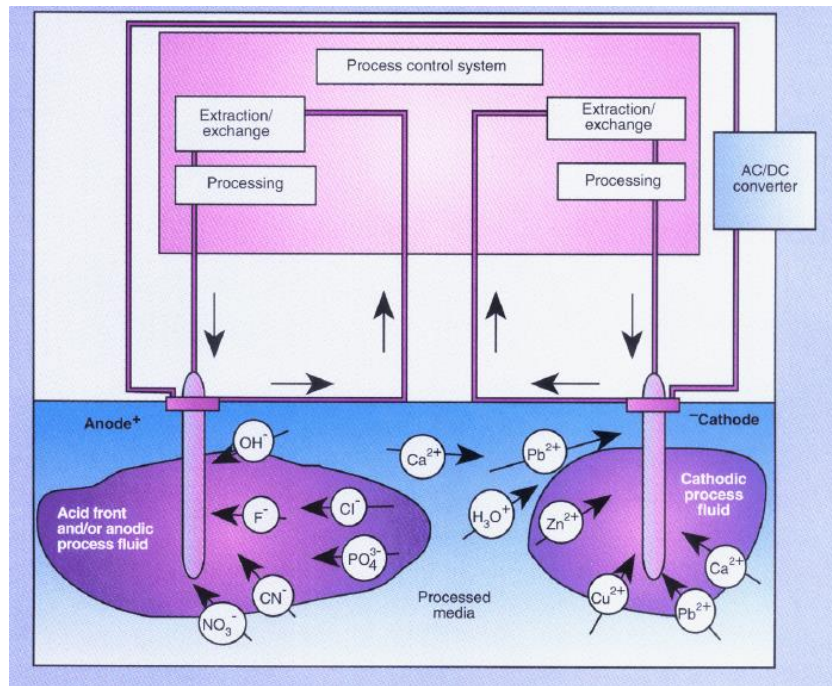 Process control system
Extraction/
exchange
Extraction/
exchange
Processing
Processing
AC/DC
converter
Anode⁺
⁻Cathode
OH⁻
Ca²⁺
Pb²⁺
Cathodic
process
fluid
Acid front
and/or anodic
process fluid
F⁻
Cl⁻
H₃O⁺
Zn²⁺
PO₄³⁻
Ca²⁺
CN⁻
Processed
media
Cu²⁺
Pb²⁺
NO₃⁻